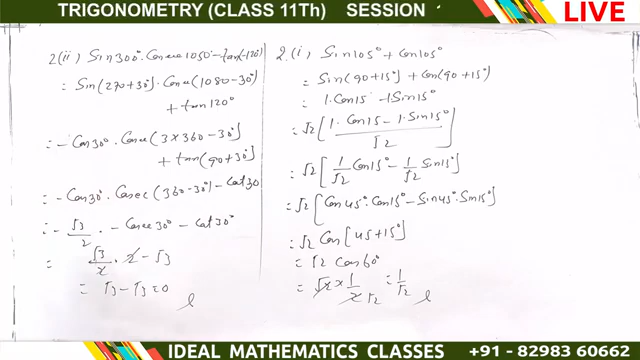 TRIGONOMETRY (CLASS 11Th) SESSION
LIVE
2(ii) Sin300°. Cosec1050° - tan(-120°)
= Sin(270+30°). Cosec(1080-30°)
+ tan120°
= -Cos30°. Cosec(3×360-30°)
+ tan(90+30°)
= -Cos30°. Cosec(360-30°) - Cot30
= -√3/2 · -Cosec30° - Cot30°
= √3/2 · 2 - √3
= √3 - √3 = 0
2.(i) Sin105° + Cos105°
= Sin(90+15°) + Cos(90+15°)
= 1.Cos15 - 1Sin15°
= √2 [1.Cos15 - 1.Sin15°/√2]
= √2 [1/√2 Cos15° - 1/√2 Sin15°]
= √2 [Cos45°. Cos15° - Sin45°. Sin15°]
= √2 Cos[45+15°]
= √2 Cos60°
= √2 × 1/2 √2 = 1/√2
IDEAL MATHEMATICS CLASSES
+91 - 82983 60662